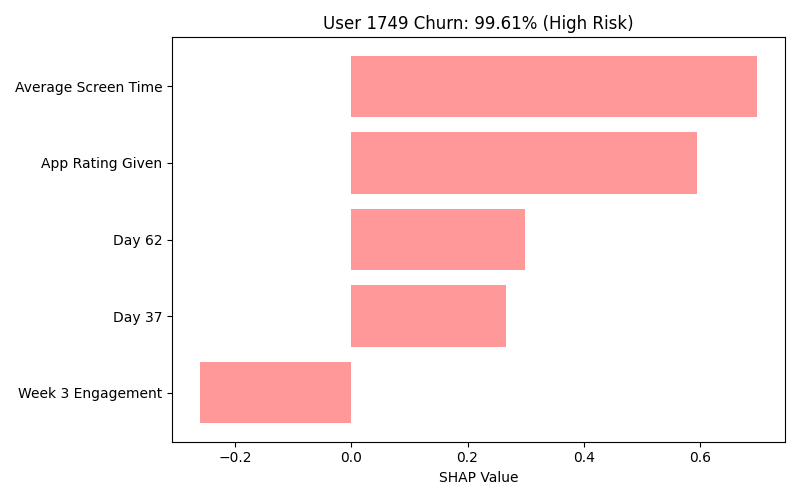 User 1749 Churn: 99.61% (High Risk)
Average Screen Time
App Rating Given
Day 62
Day 37
Week 3 Engagement
−0.2 0.0 0.2 0.4 0.6
SHAP Value